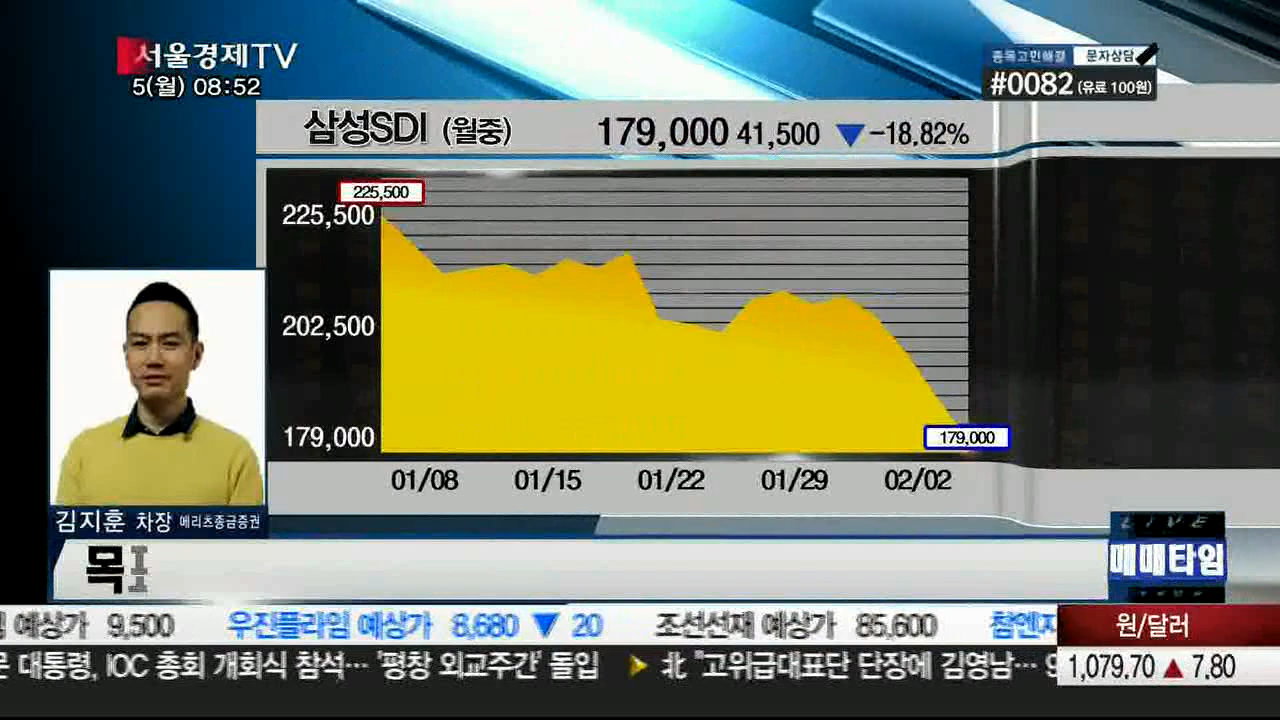 서울경제TV
5(월) 08:52
종목고민해결 문자상담
#0082 (유료 100원)
삼성SDI (월중) 179,000 41,500 ▼-18.82%
225,500
225,500
202,500
179,000
179,000
01/08 01/15 01/22 01/29 02/02
김지훈 차장 메리츠종금증권
목
LIVE
매매타임
예상가 9,500 우진플라임 예상가 8,680 ▼ 20 조선선재 예상가 85,600 참엔지
원/달러
대통령, IOC 총회 개회식 참석… '평창 외교주간' 돌입 北 "고위급대표단 단장에 김영남…
1,079.70 ▲ 7.80